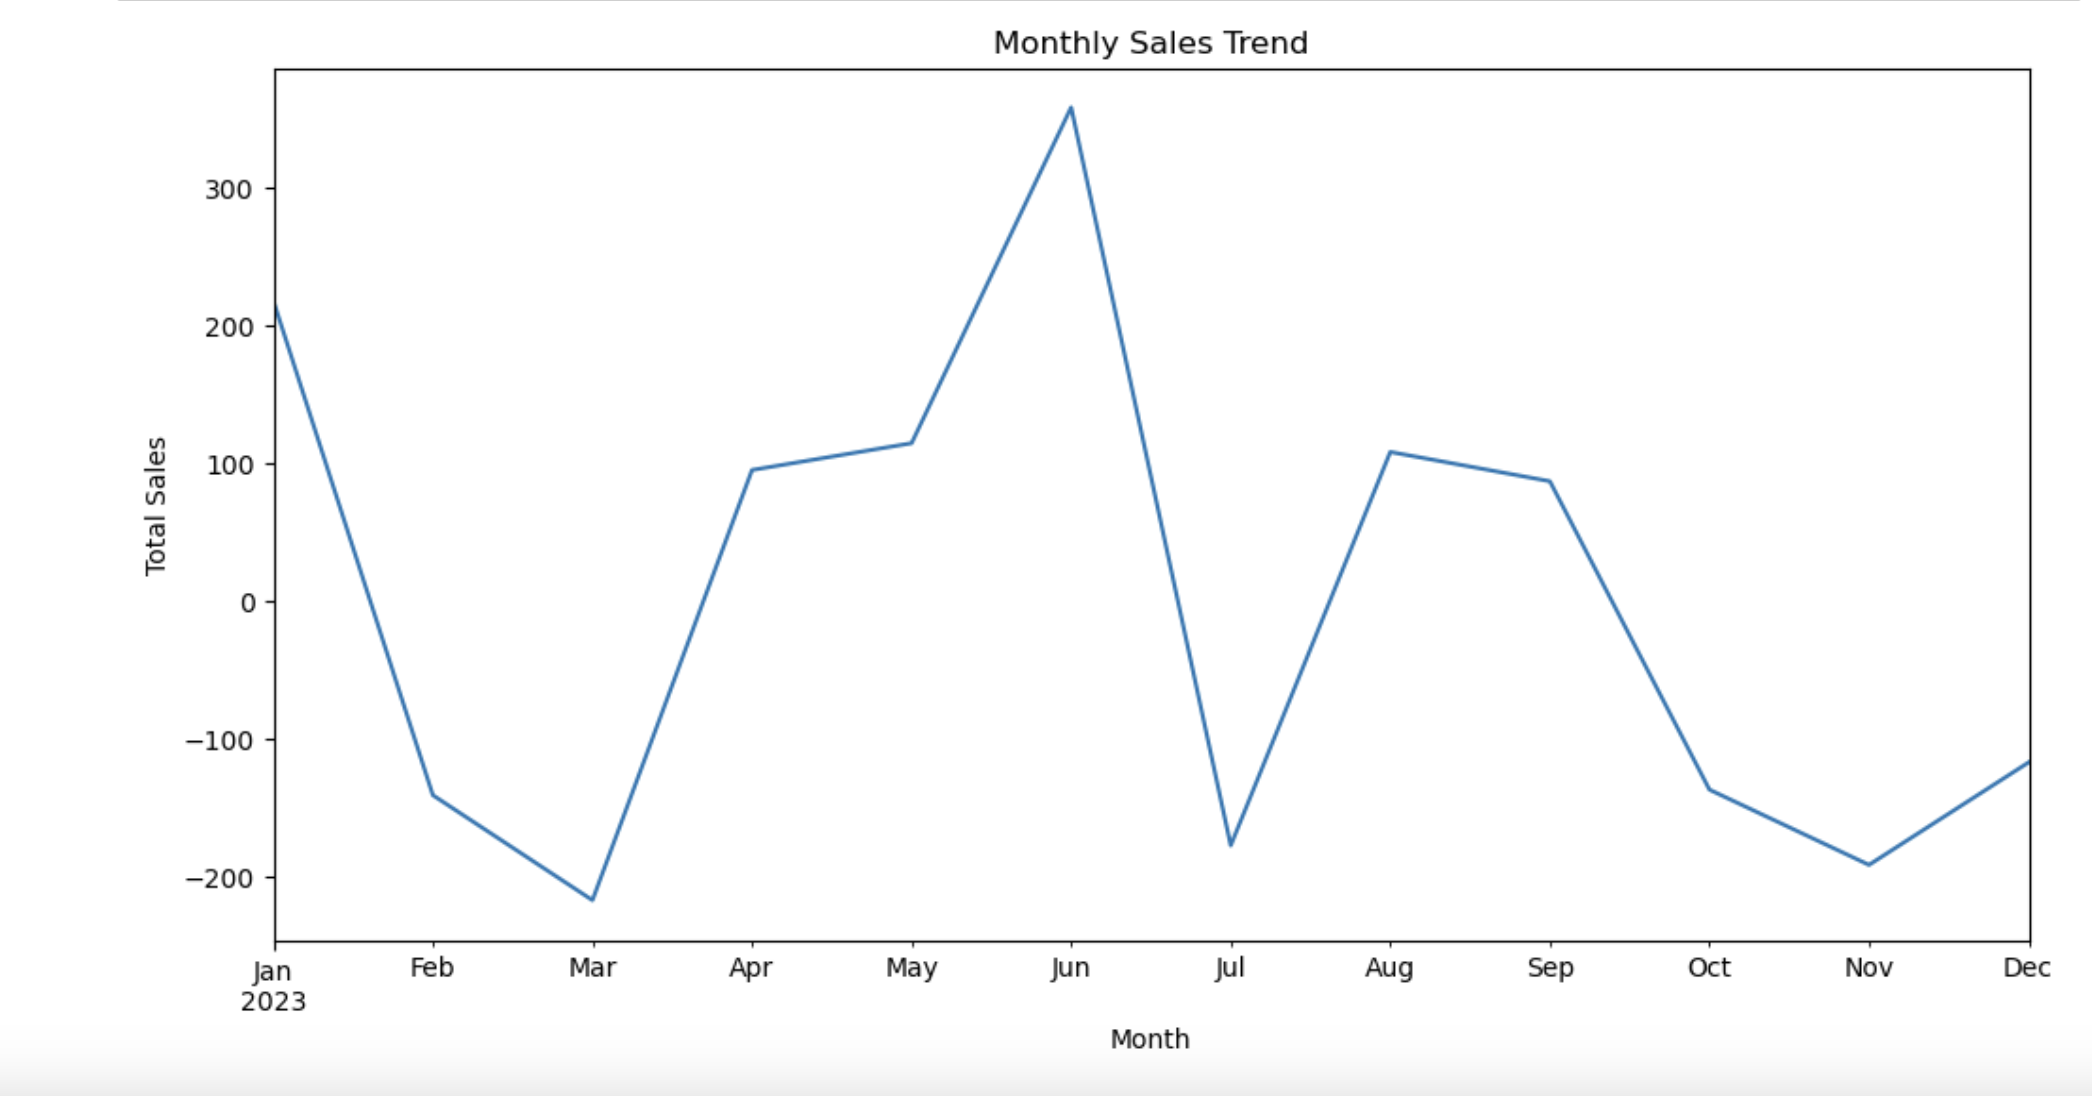 Monthly Sales Trend
300
200
100
0
−100
−200
Total Sales
Jan Feb Mar Apr May Jun Jul Aug Sep Oct Nov Dec
2023
Month